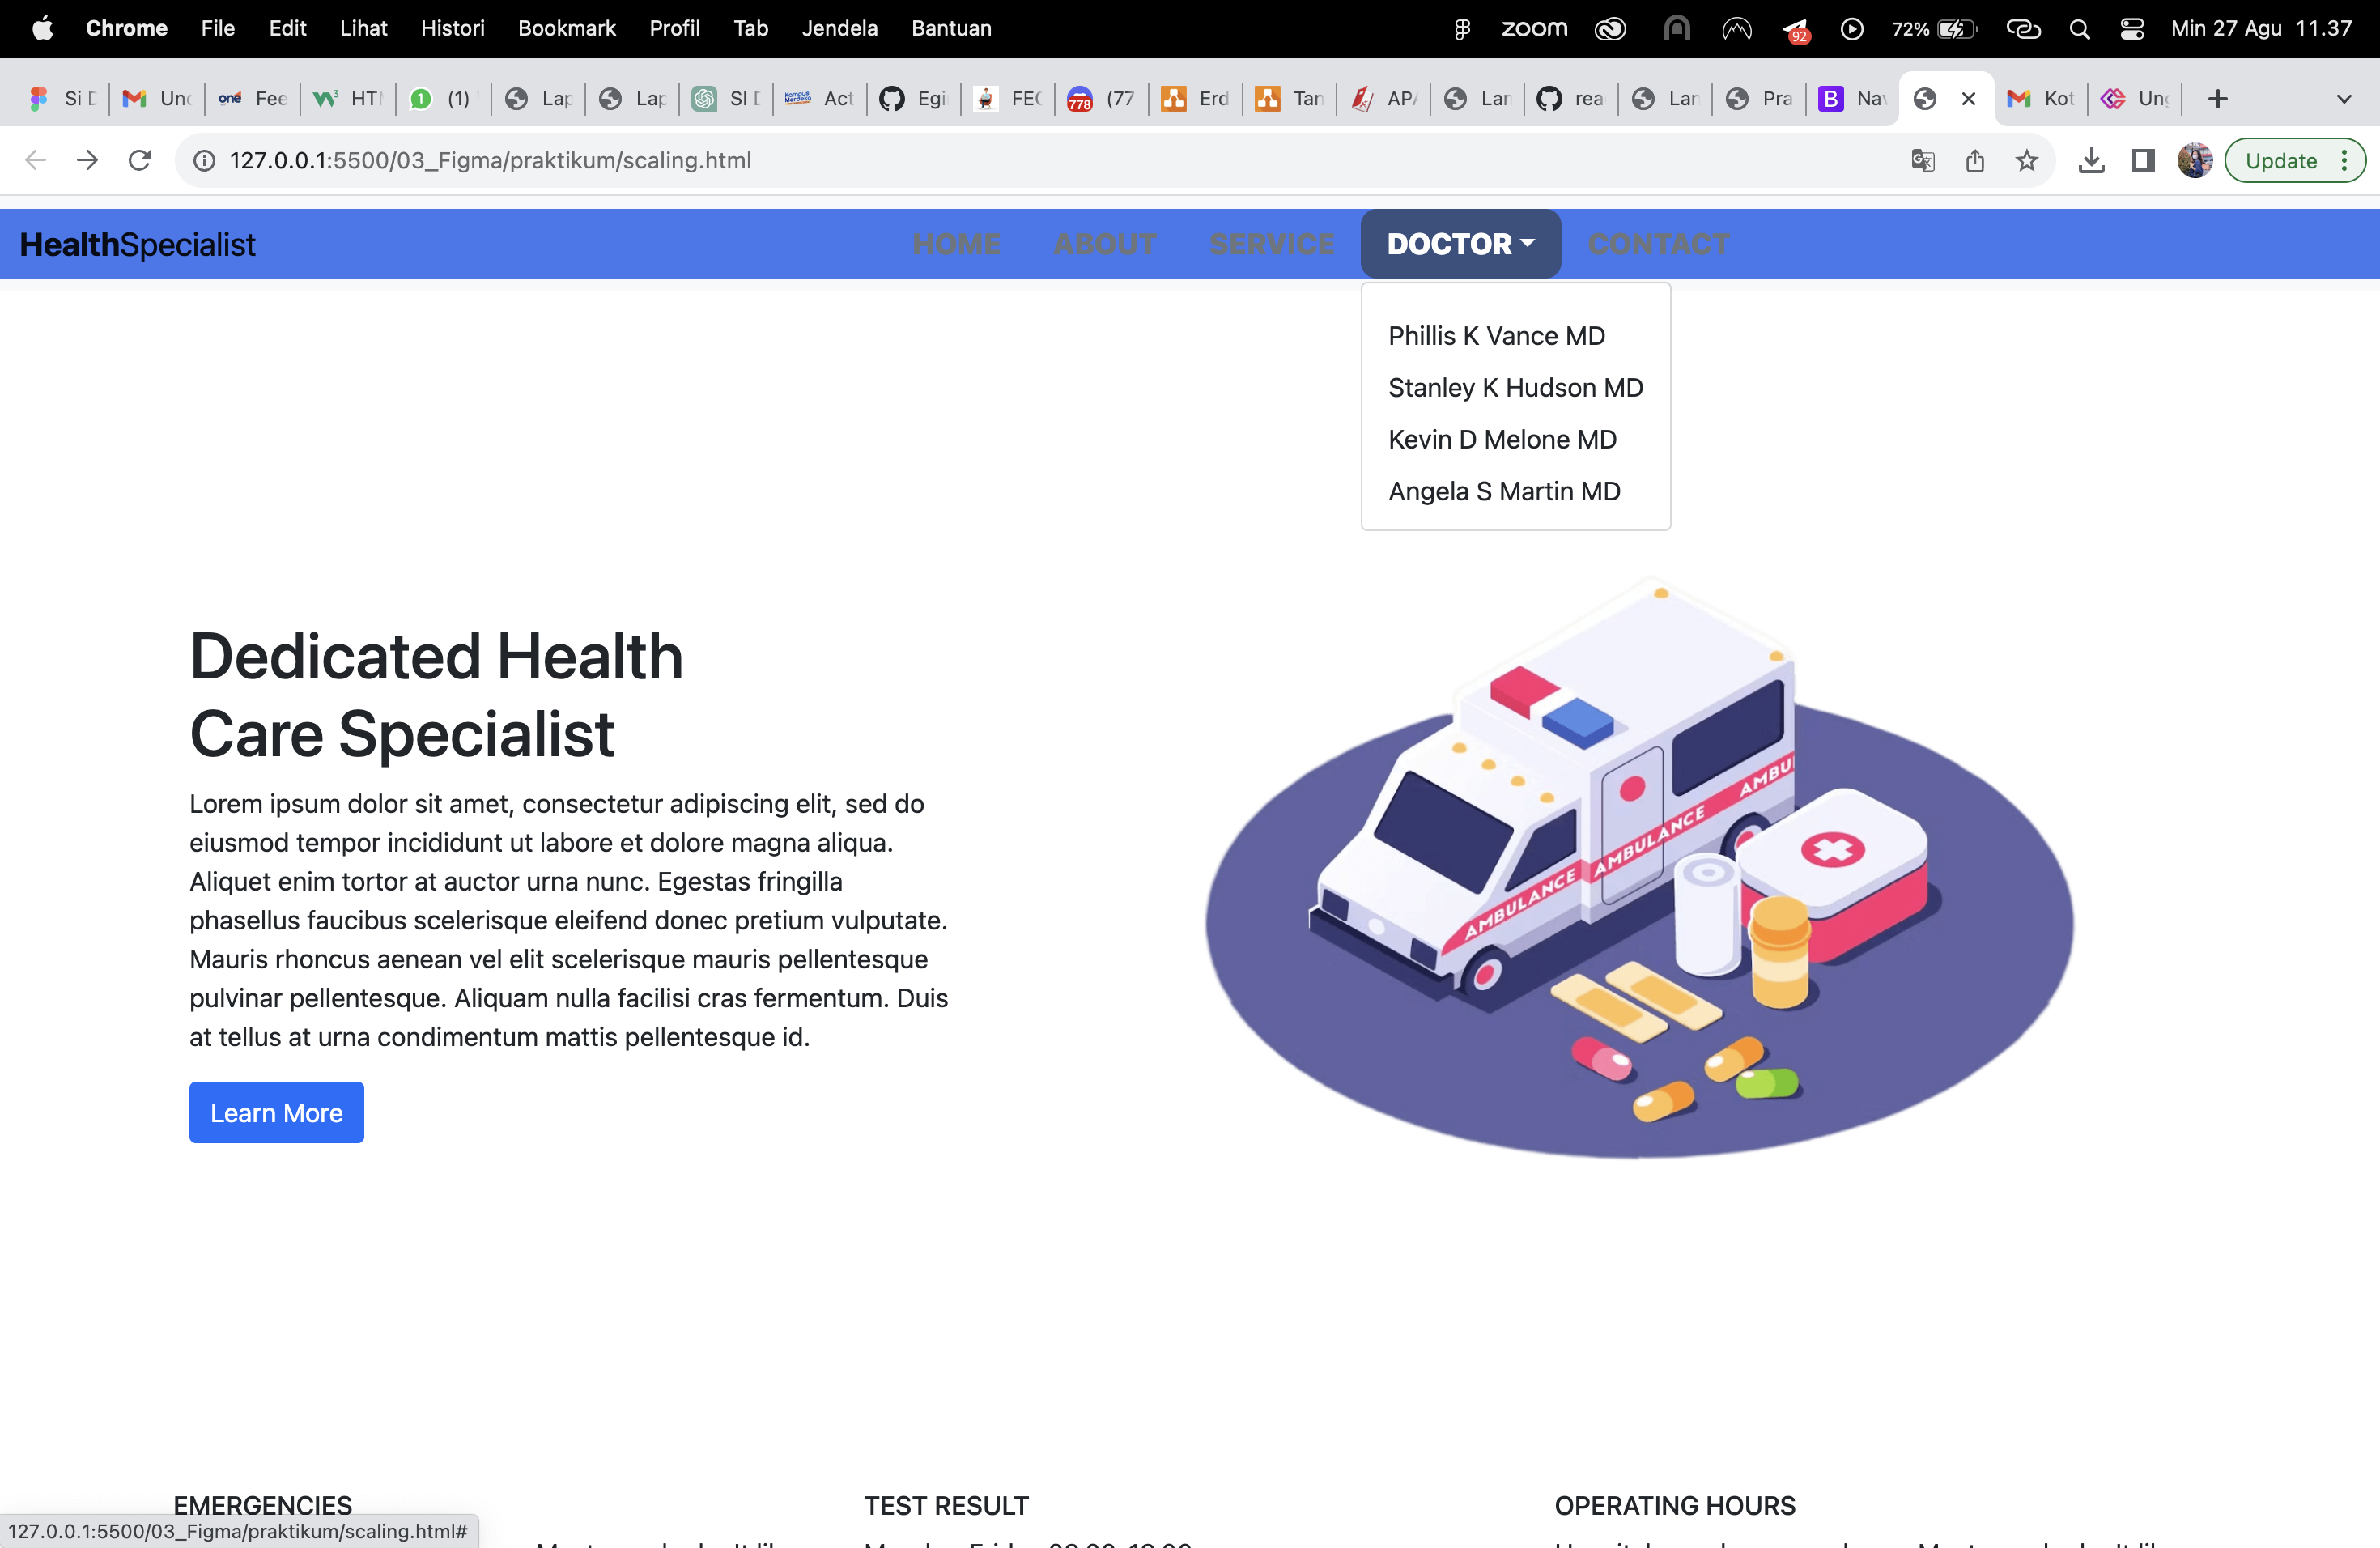 Chrome File Edit Lihat Histori Bookmark Profil Tab Jendela Bantuan zoom 92 72% Min 27 Agu 11.37
Si one Fee (1) Lap Lap SI Act Egi 778 (77 Erd Tan Lan rea Lan Pra B Nav Kot
127.0.0.1:5500/03_Figma/praktikum/scaling.html Update
HealthSpecialist HOME ABOUT SERVICE DOCTOR CONTACT
Phillis K Vance MD
Stanley K Hudson MD
Kevin D Melone MD
Angela S Martin MD
Dedicated Health
Care Specialist
Lorem ipsum dolor sit amet, consectetur adipiscing elit, sed do
eiusmod tempor incididunt ut labore et dolore magna aliqua.
Aliquet enim tortor at auctor urna nunc. Egestas fringilla
phasellus faucibus scelerisque eleifend donec pretium vulputate.
Mauris rhoncus aenean vel elit scelerisque mauris pellentesque
pulvinar pellentesque. Aliquam nulla facilisi cras fermentum. Duis
at tellus at urna condimentum mattis pellentesque id.
Learn More
AMBULANCE AMBULANCE AMBU
EMERGENCIES TEST RESULT OPERATING HOURS
127.0.0.1:5500/03_Figma/praktikum/scaling.html#